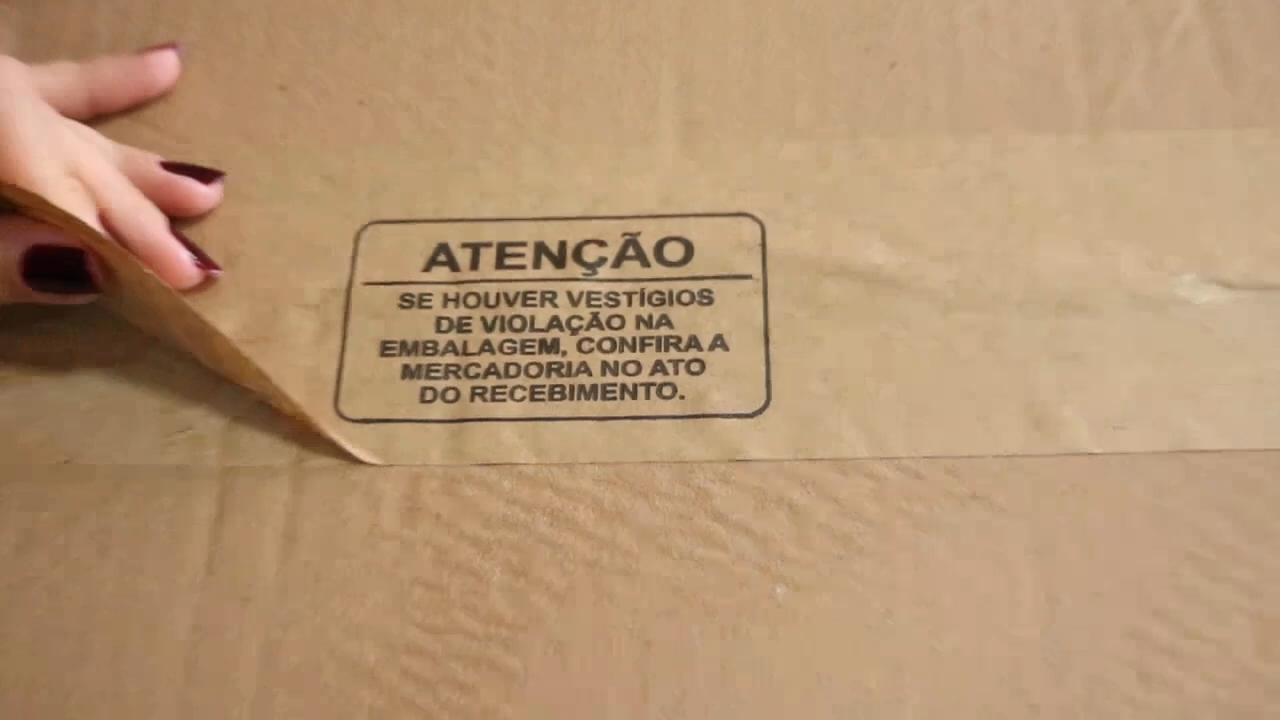 ATENÇÃO
SE HOUVER VESTÍGIOS
DE VIOLAÇÃO NA
EMBALAGEM, CONFIRA A
MERCADORIA NO ATO
DO RECEBIMENTO.